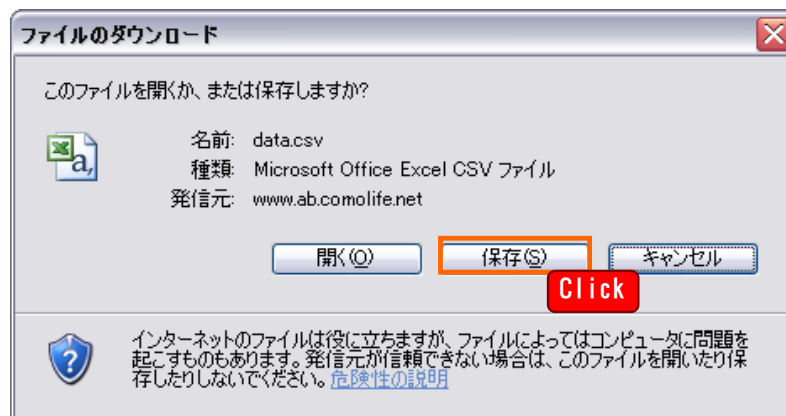 ファイルのダウンロード
このファイルを開くか、または保存しますか?
名前: data.csv
種類: Microsoft Office Excel CSV ファイル
発信元: www.ab.comolife.net
開く(O) 保存(S) キャンセル
Click
インターネットのファイルは役に立ちますが、ファイルによってはコンピュータに問題を
起こすものもあります。発信元が信頼できない場合は、このファイルを開いたり保
存したりしないでください。危険性の説明
a,